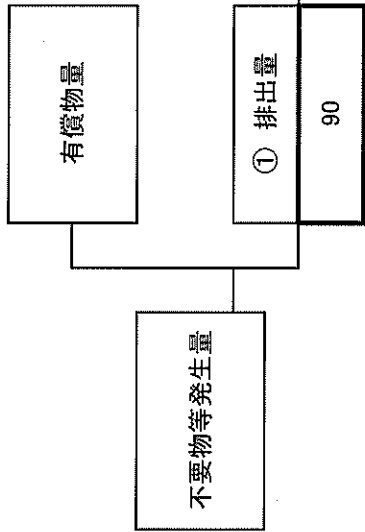 不要物等発生量
有償物量
① 排出量
90